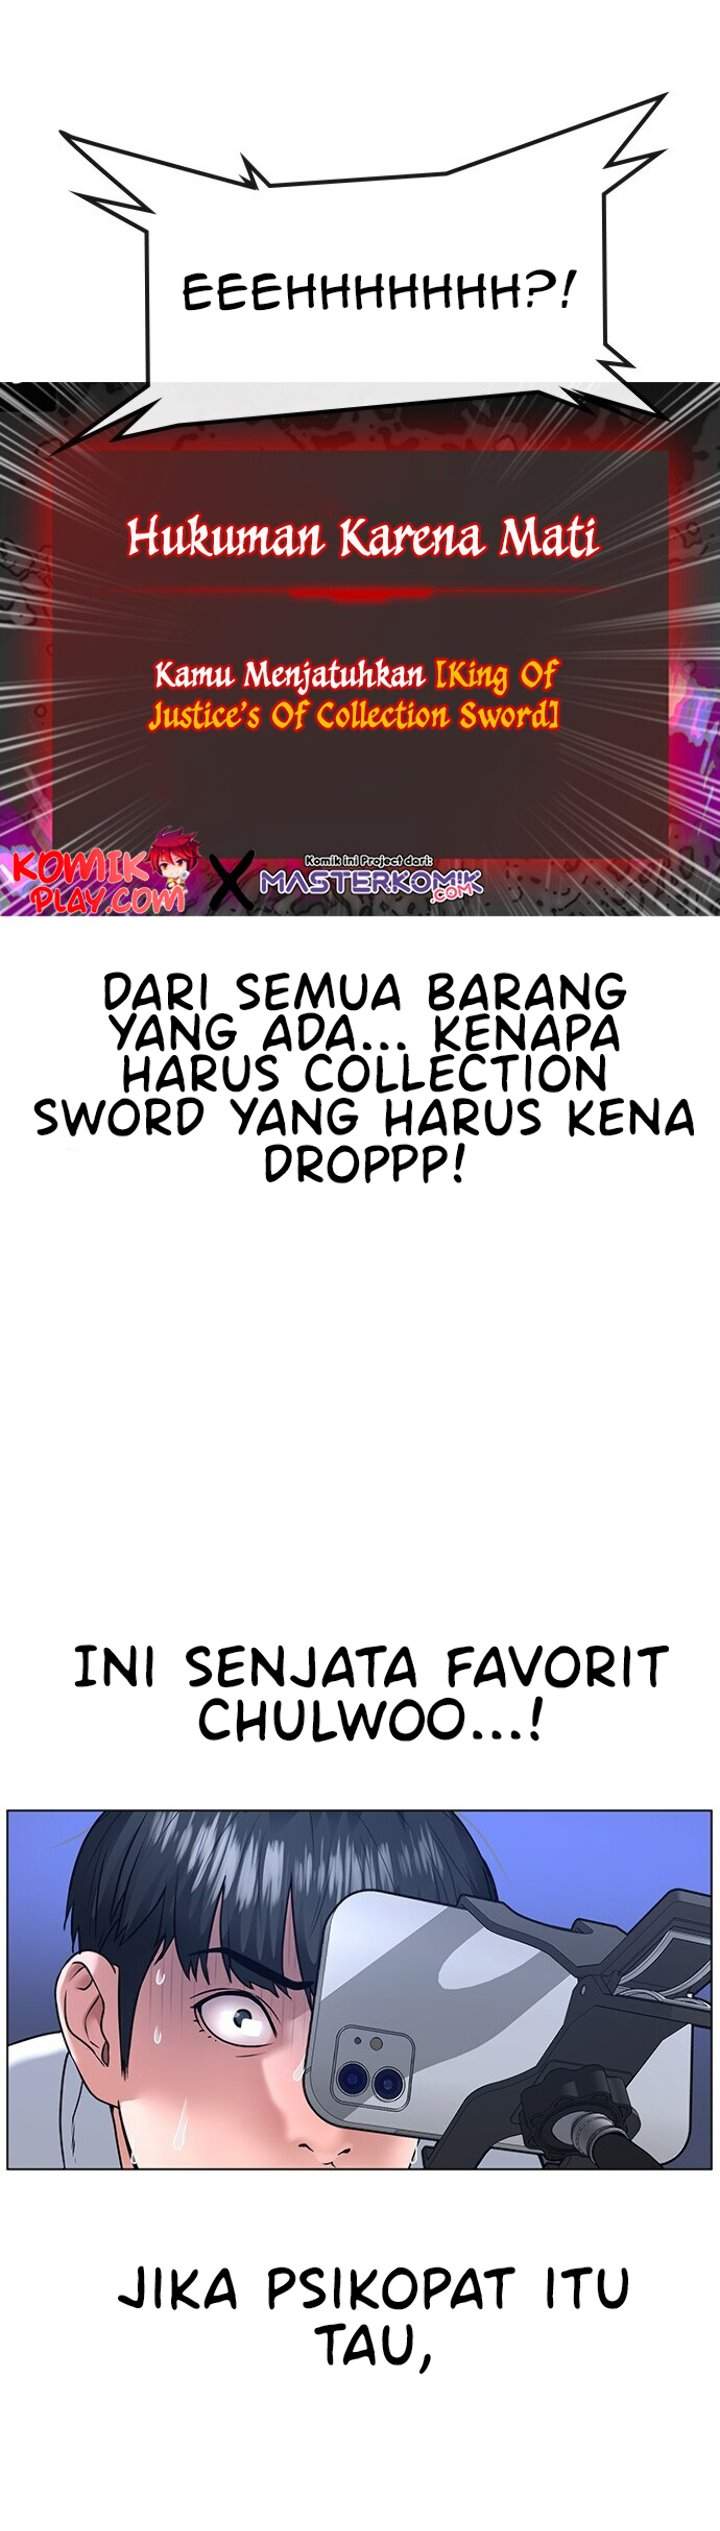 EEEHHHHHHH?!
Hukuman Karena Mati
Kamu Menjatuhkan [King Of
Justice's Of Collection Sword]
KOMIK
PLAY.COM
X
Komik ini Project dari:
MASTERKOMIK
.COM
DARI SEMUA BARANG
YANG ADA... KENAPA
HARUS COLLECTION
SWORD YANG HARUS KENA
DROPPP!
INI SENJATA FAVORIT
CHULWOO...!
JIKA PSIKOPAT ITU
TAU,